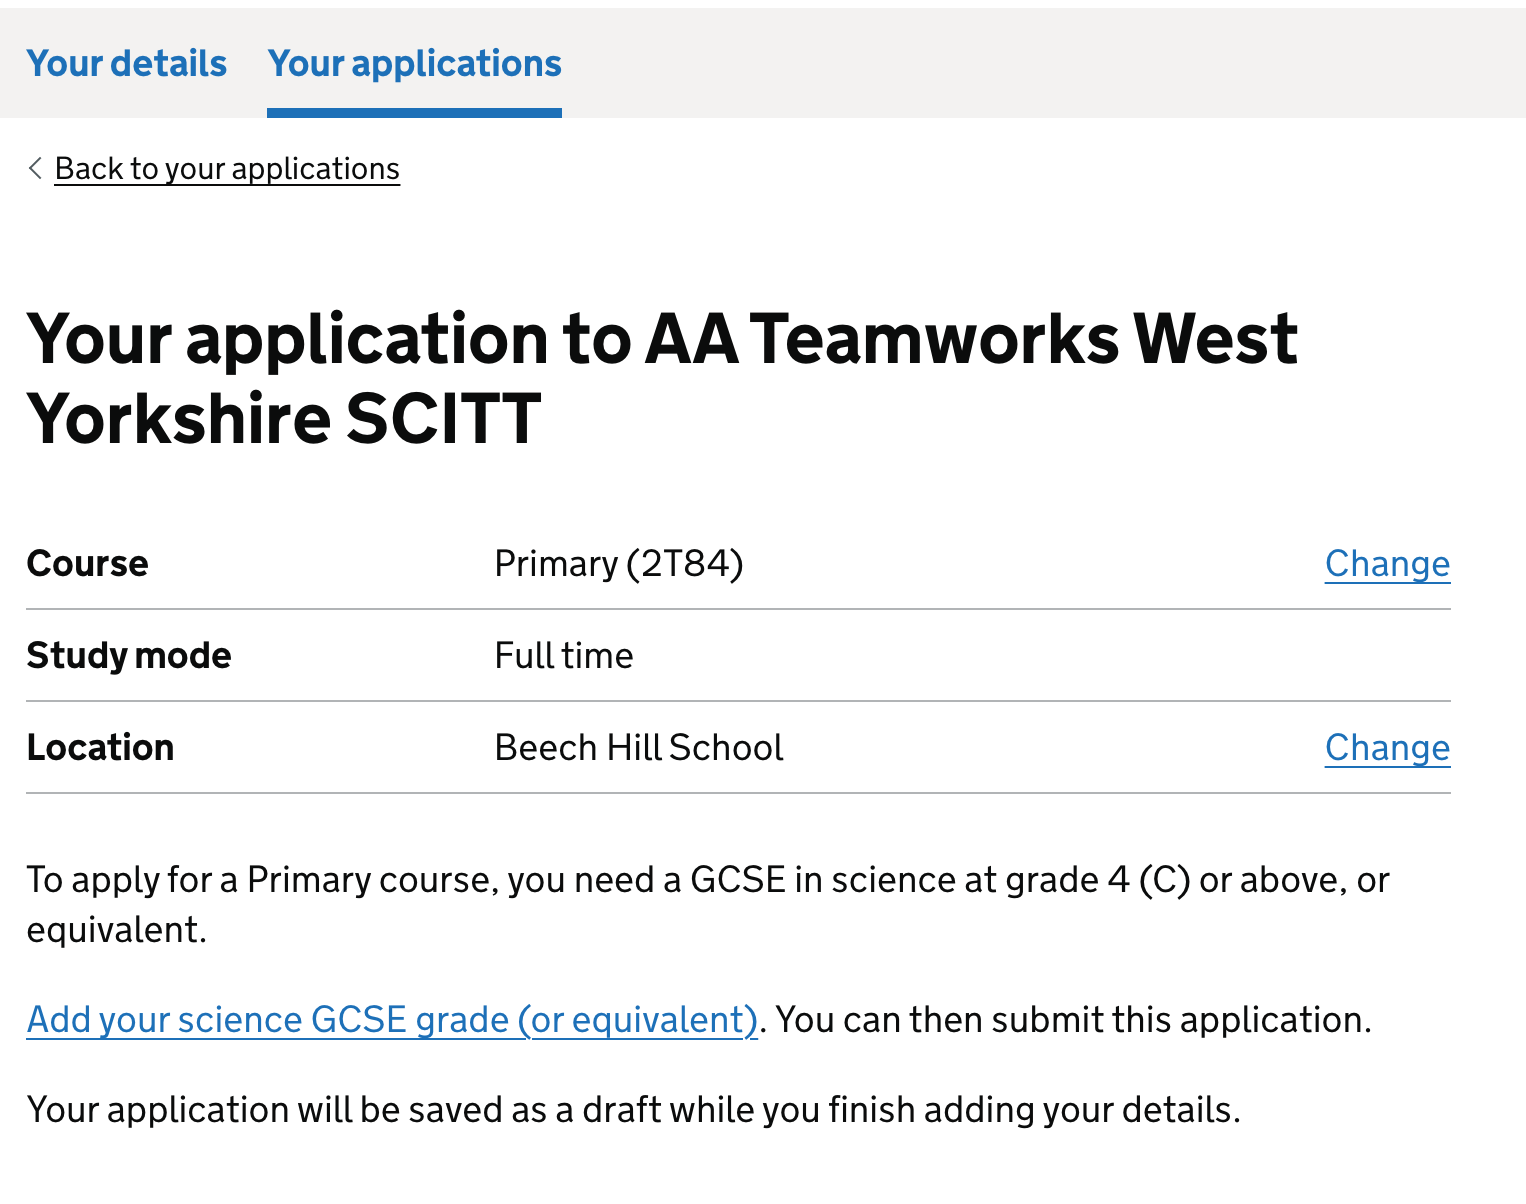 Your details Your applications
Back to your applications
Your application to AA Teamworks West
Yorkshire SCITT
Course Primary (2T84) Change
Study mode Full time
Location Beech Hill School Change
To apply for a Primary course, you need a GCSE in science at grade 4 (C) or above, or
equivalent.
Add your science GCSE grade (or equivalent). You can then submit this application.
Your application will be saved as a draft while you finish adding your details.